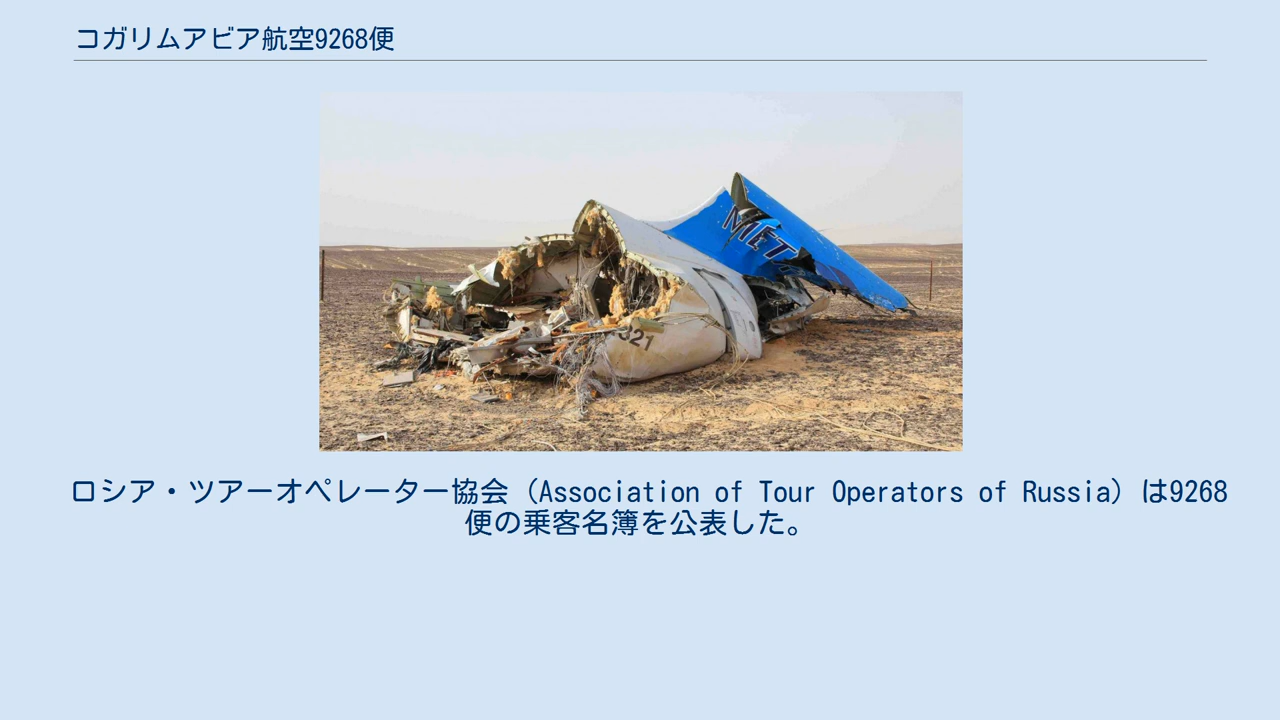 コガリムアビア航空9268便
MET
321
ロシア・ツアーオペレーター協会（Association of Tour Operators of Russia）は9268
便の乗客名簿を公表した。